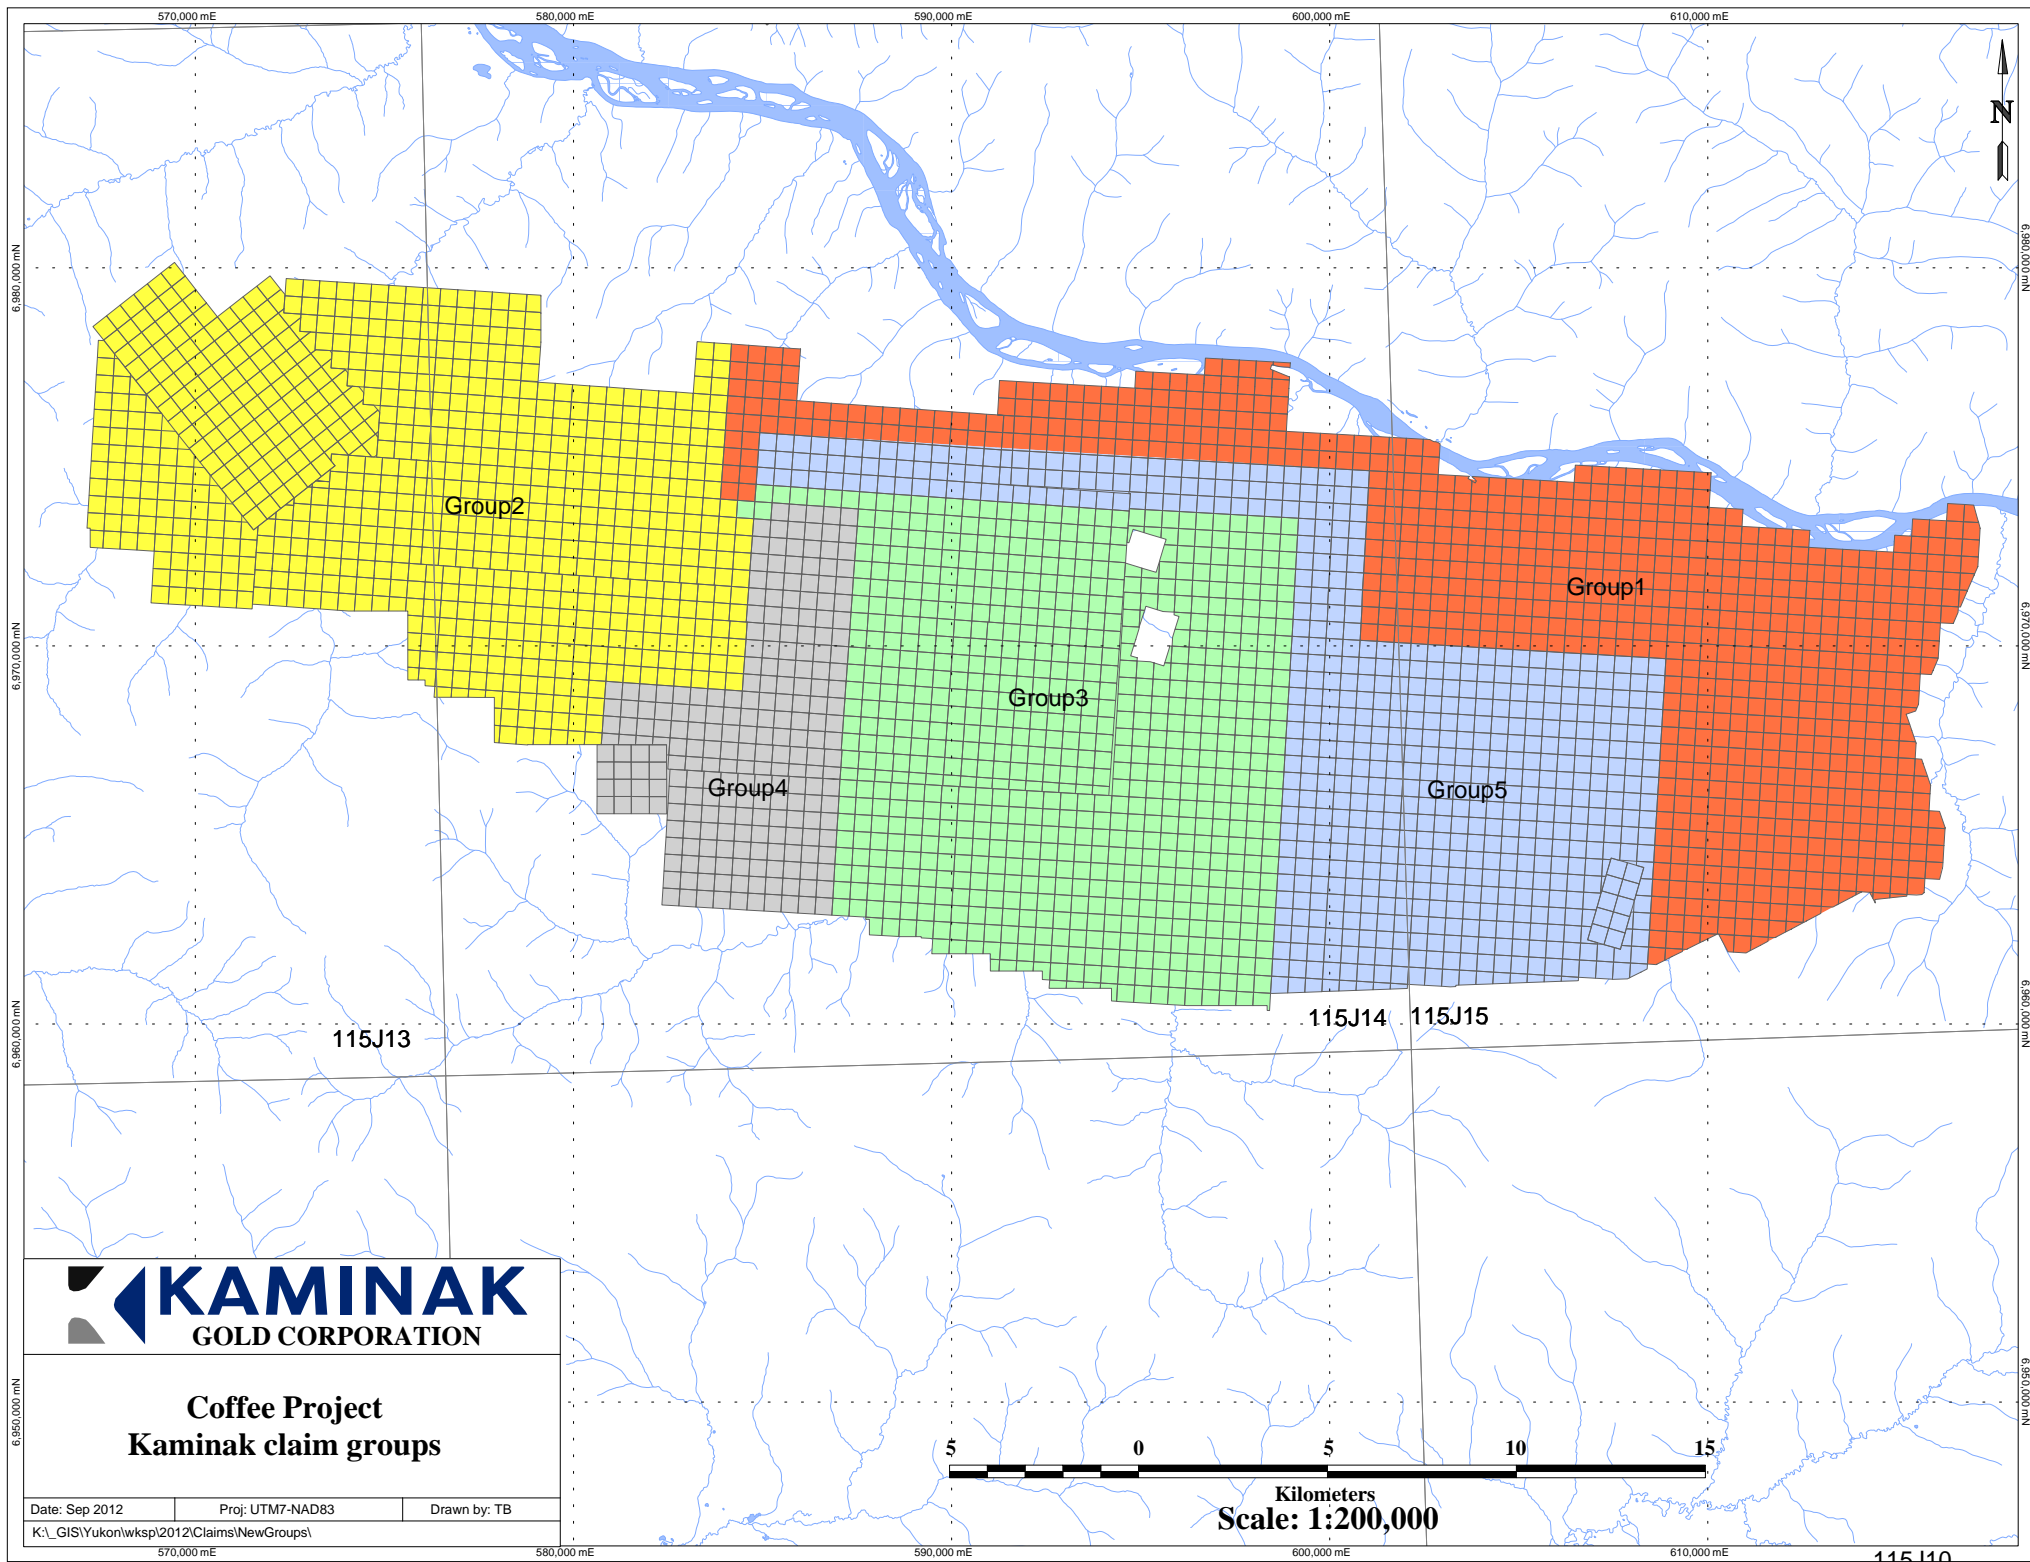 570,000 mE
580,000 mE
590,000 mE
600,000 mE
610,000 mE
N
6,980,000 mN
6,980,000 mN
Group2
Group1
6,970,000 mN
6,970,000 mN
Group3
Group4
Group5
115J14
115J15
115J13
6,960,000 mN
6,960,000 mN
KAMINAK
GOLD CORPORATION
Coffee Project
Kaminak claim groups
6,950,000 mN
6,950,000 mN
5 0 5 10 15
Kilometers
Scale: 1:200,000
Date: Sep 2012
Proj: UTM7-NAD83
Drawn by: TB
K:\_GIS\Yukon\wksp\2012\Claims\NewGroups\
570,000 mE
580,000 mE
590,000 mE
600,000 mE
610,000 mE
115J10